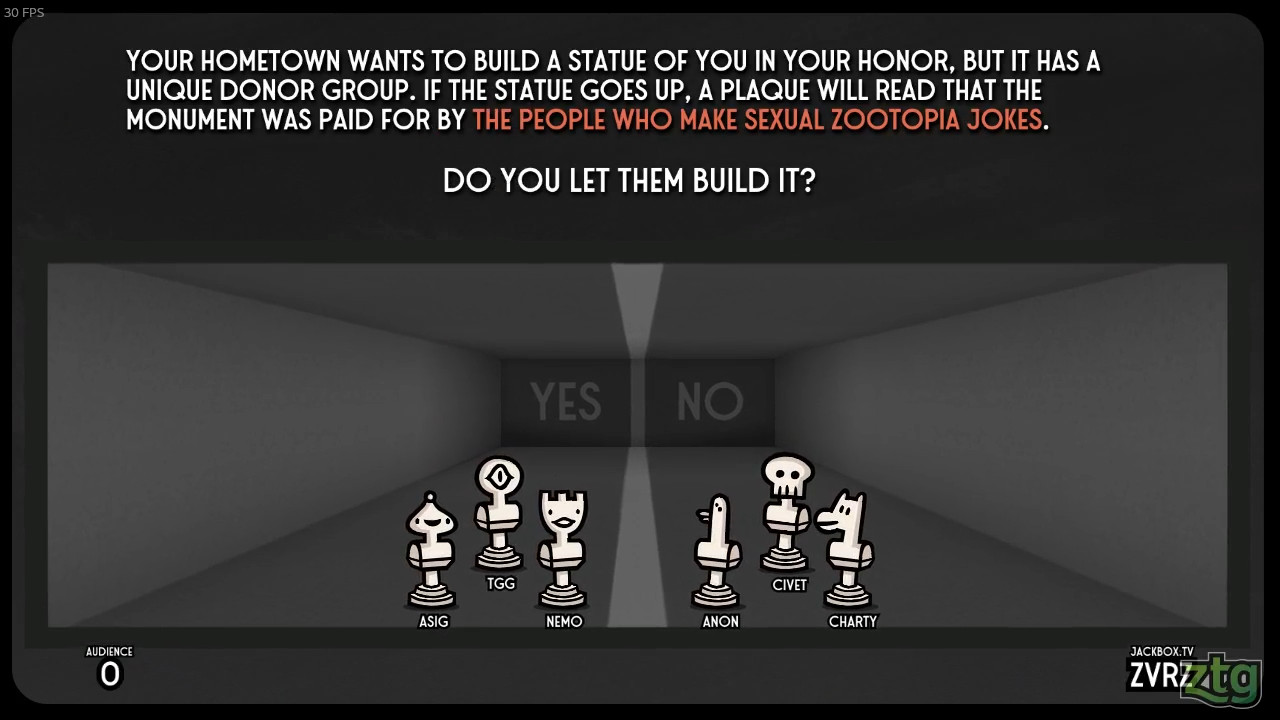 30 FPS
YOUR HOMETOWN WANTS TO BUILD A STATUE OF YOU IN YOUR HONOR, BUT IT HAS A
UNIQUE DONOR GROUP. IF THE STATUE GOES UP, A PLAQUE WILL READ THAT THE
MONUMENT WAS PAID FOR BY THE PEOPLE WHO MAKE SEXUAL ZOOTOPIA JOKES.
DO YOU LET THEM BUILD IT?
YES NO
TGG CIVET
ASIG NEMO ANON CHARTY
AUDIENCE
0
JACKBOX.TV
ZVRZ
ztg